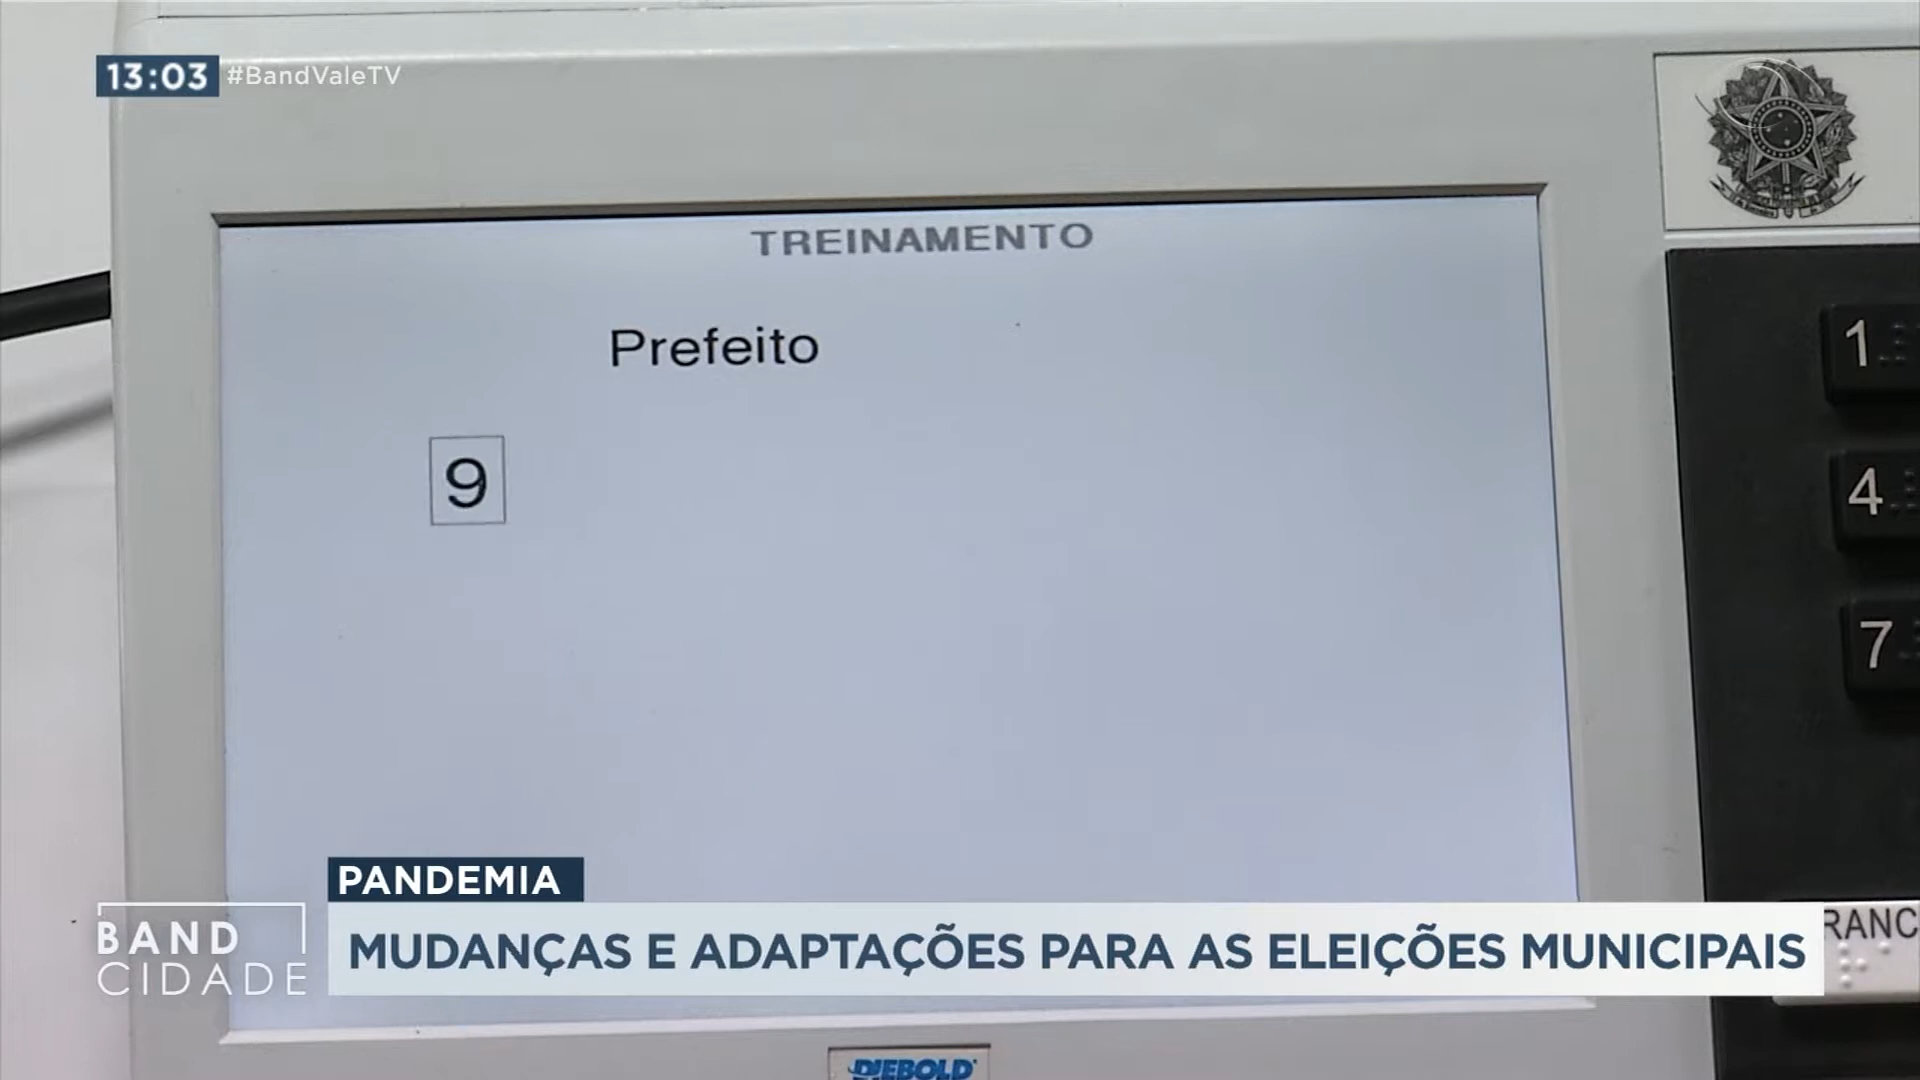 13:03 #BandValeTV
TREINAMENTO
Prefeito
9
1
4
7
PANDEMIA
BAND
CIDADE
MUDANÇAS E ADAPTAÇÕES PARA AS ELEIÇÕES MUNICIPAIS
RANC
DIEBOLD